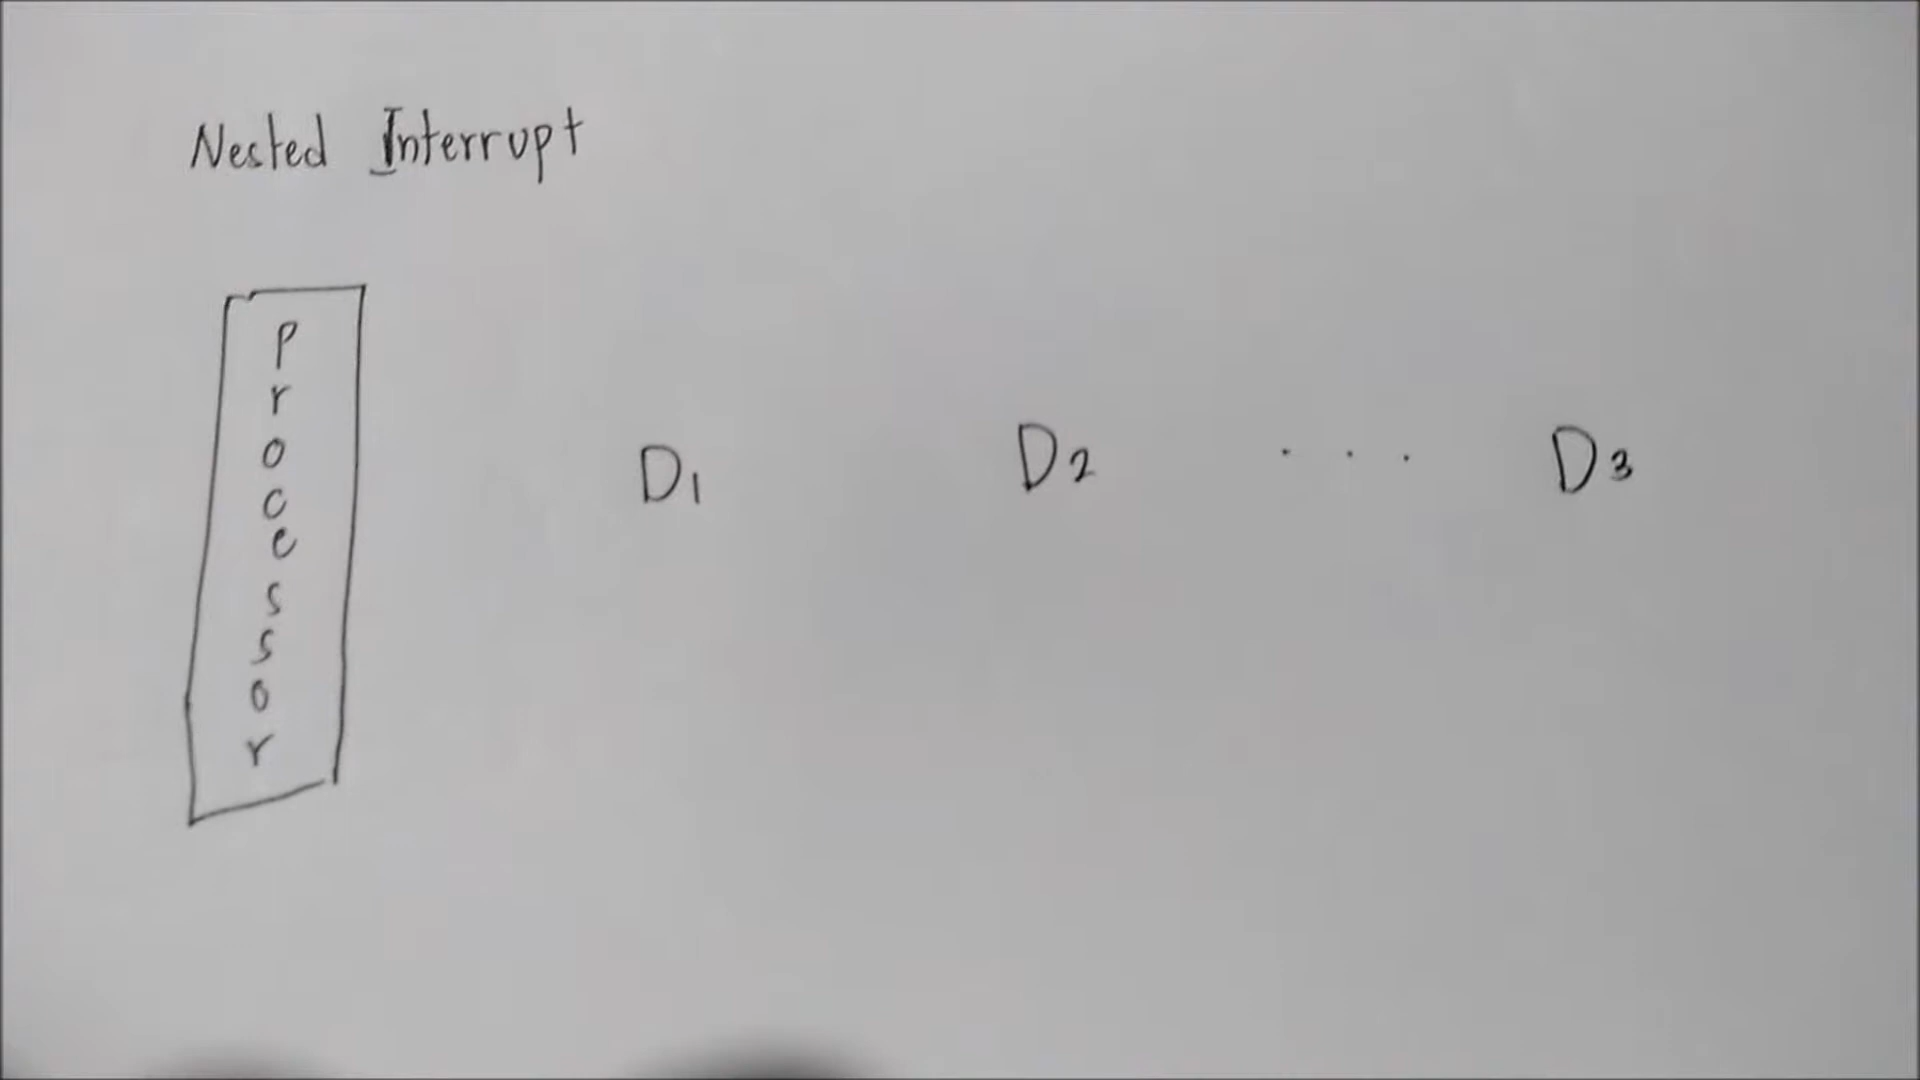 Nested Interrupt
Processor
D1 D2 . . . D3